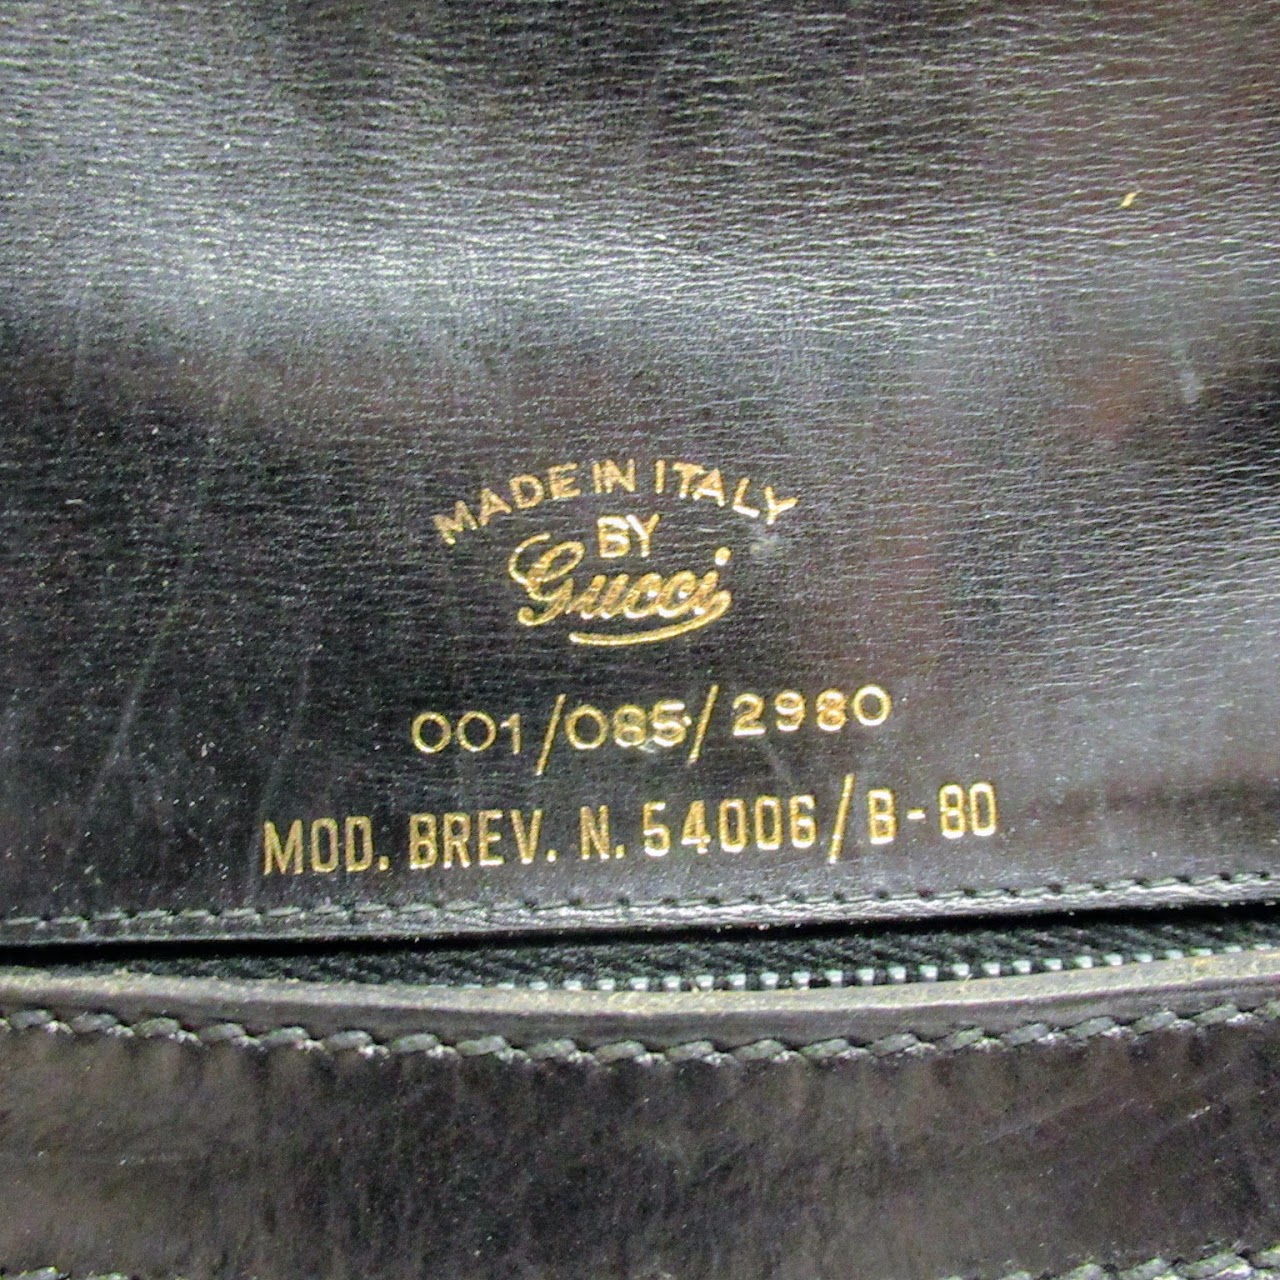 MADE IN ITALY
BY
Gucci
001/085/2980
MOD. BREV. N. 54006/B-80